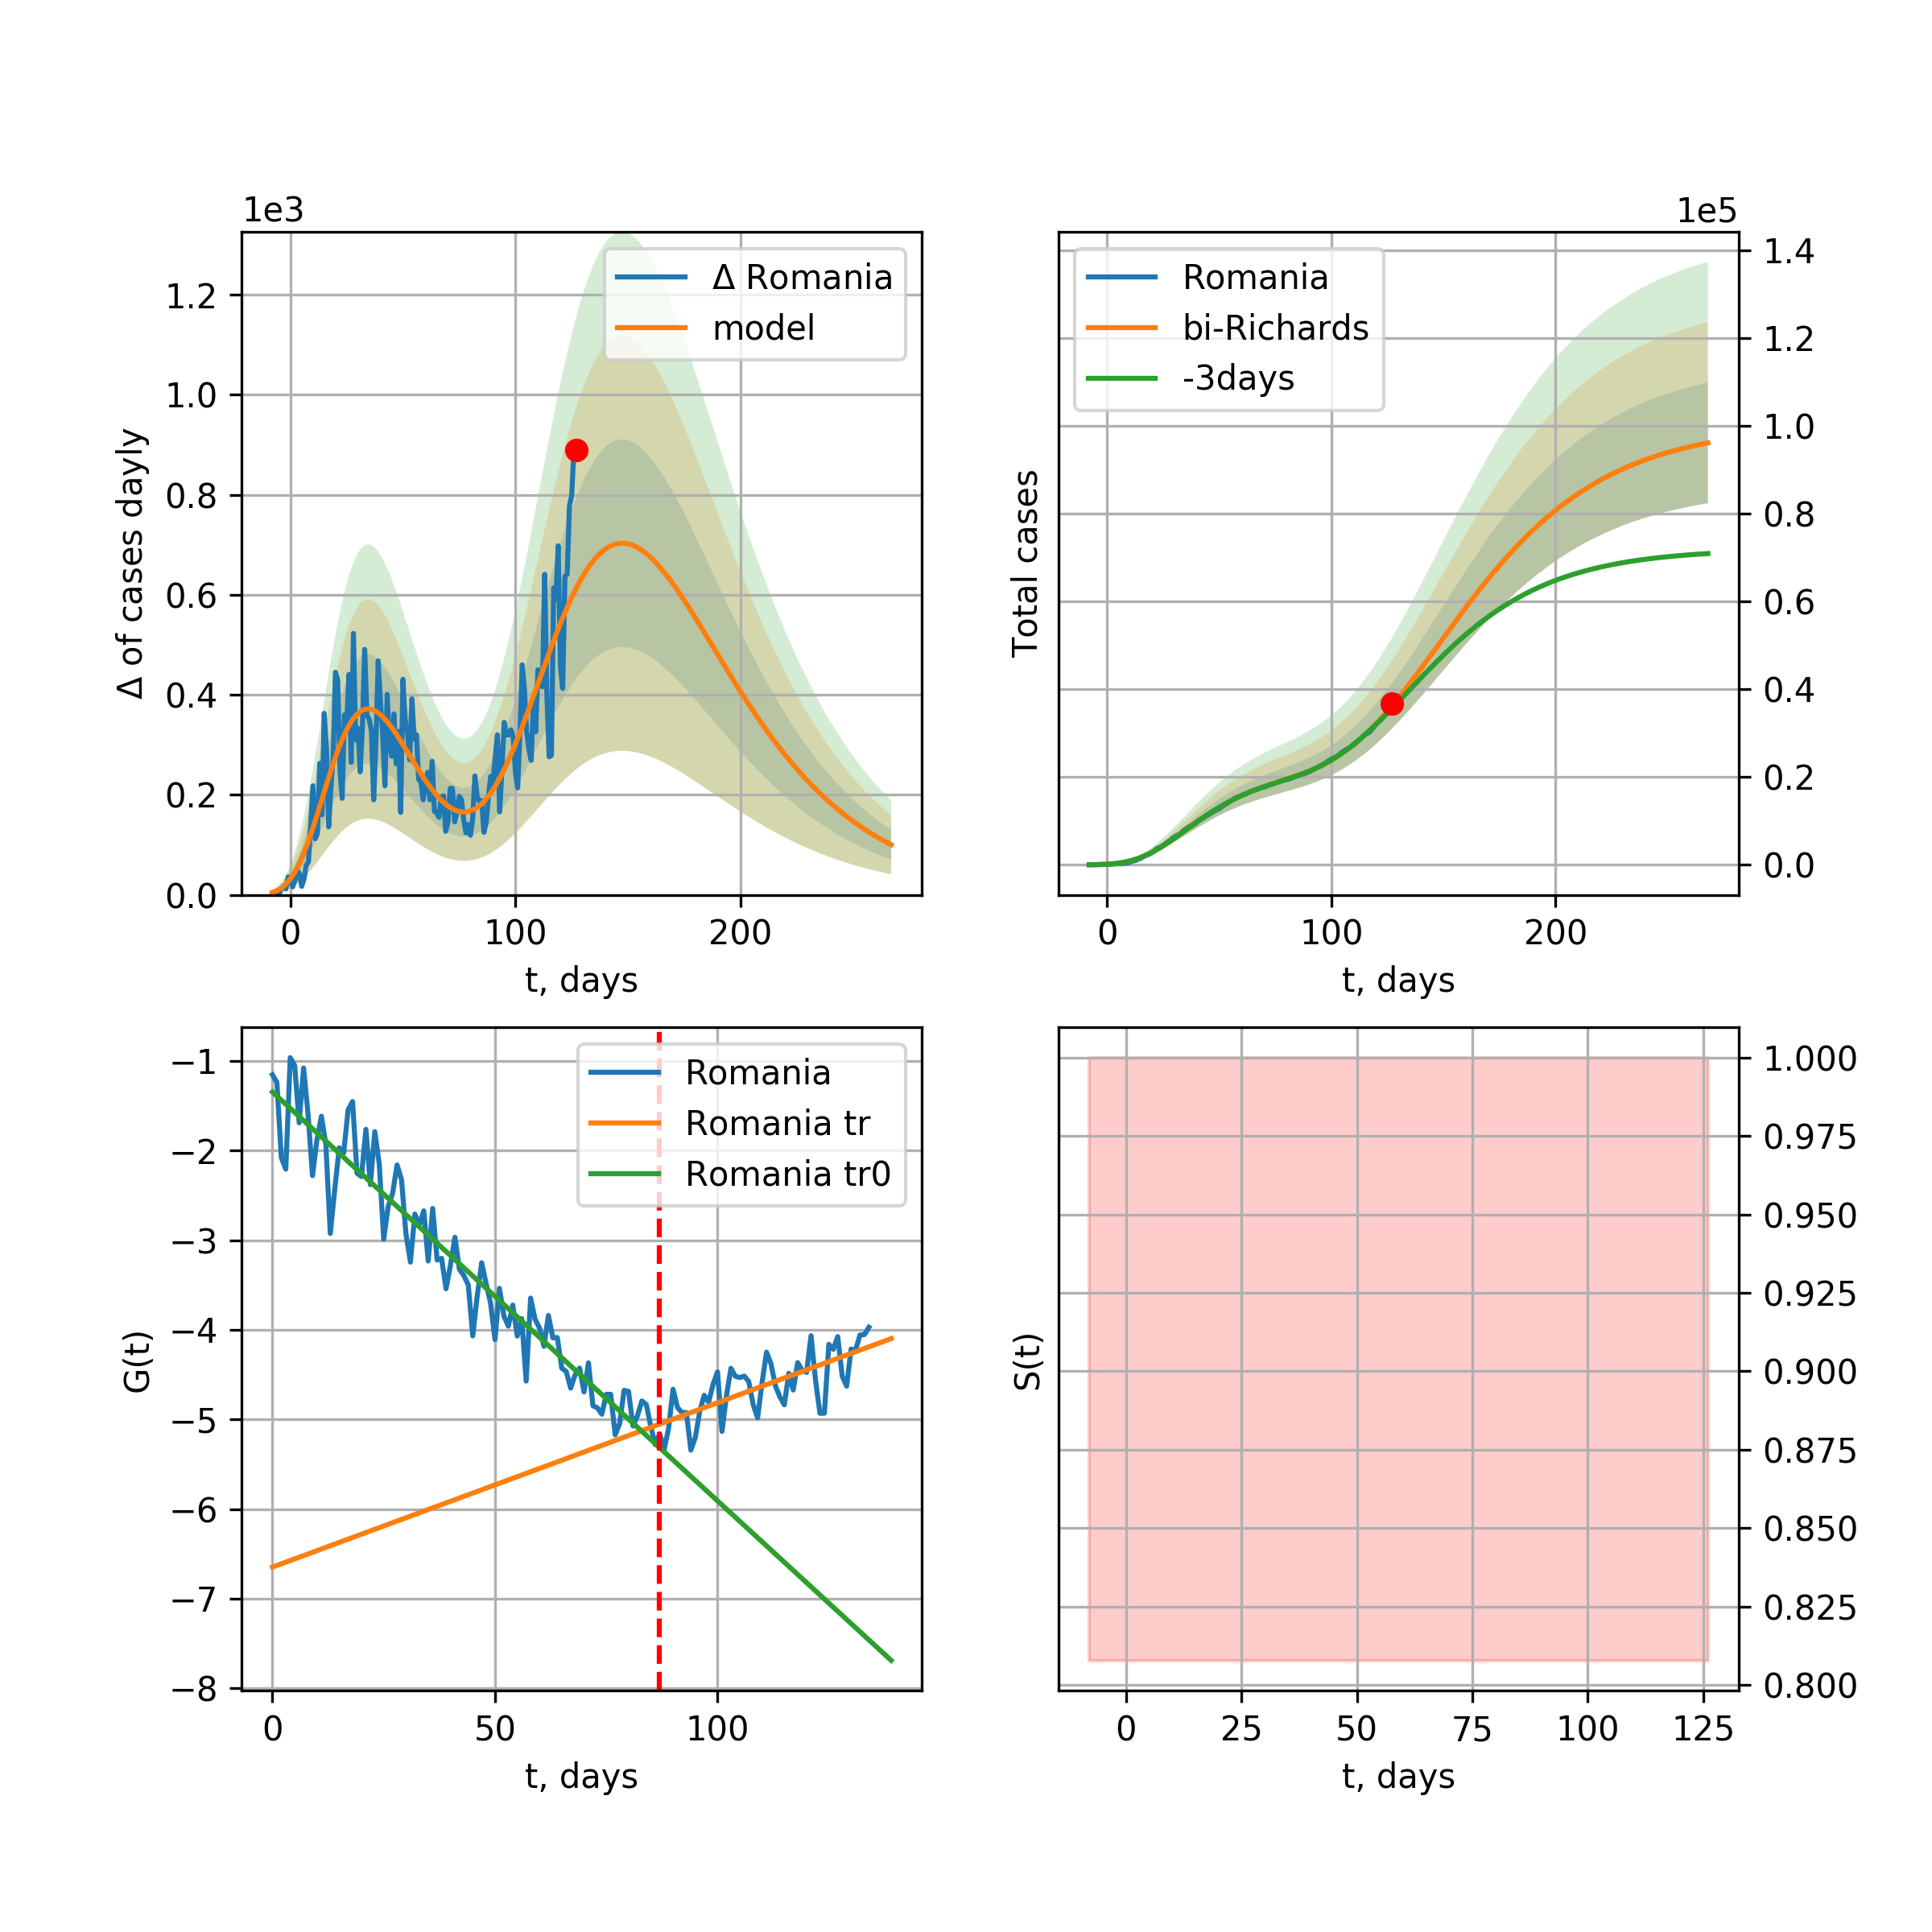 1e3
Δ of cases dayly
1.2
1.0
0.8
0.6
0.4
0.2
0.0
Δ Romania
model
0
100
200
t, days
1e5
Total cases
Romania
bi-Richards
-3days
1.4
1.2
1.0
0.8
0.6
0.4
0.2
0.0
0
100
200
t, days
G(t)
−1
−2
−3
−4
−5
−6
−7
−8
Romania
Romania tr
Romania tr0
0
50
100
t, days
S(t)
1.000
0.975
0.950
0.925
0.900
0.875
0.850
0.825
0.800
0
25
50
75
100
125
t, days